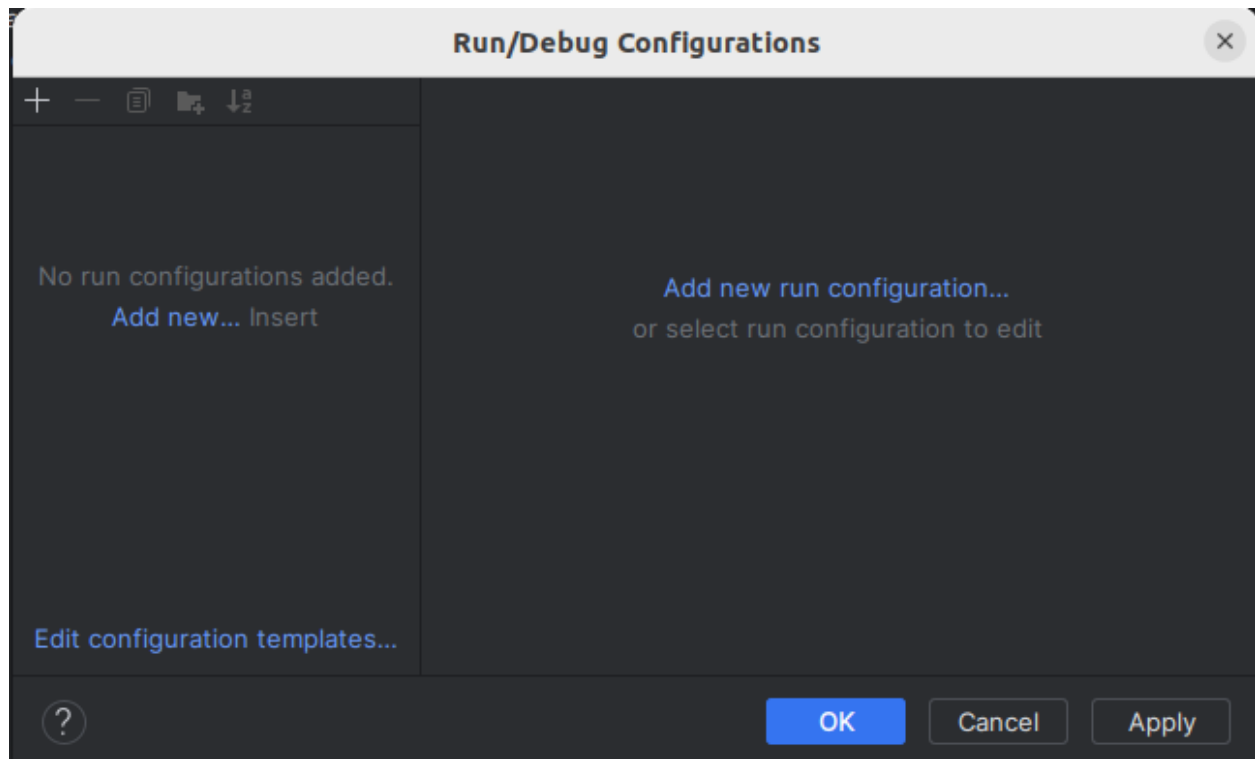 Run/Debug Configurations
No run configurations added.
Add new... Insert
Add new run configuration...
or select run configuration to edit
Edit configuration templates...
?
OK
Cancel
Apply